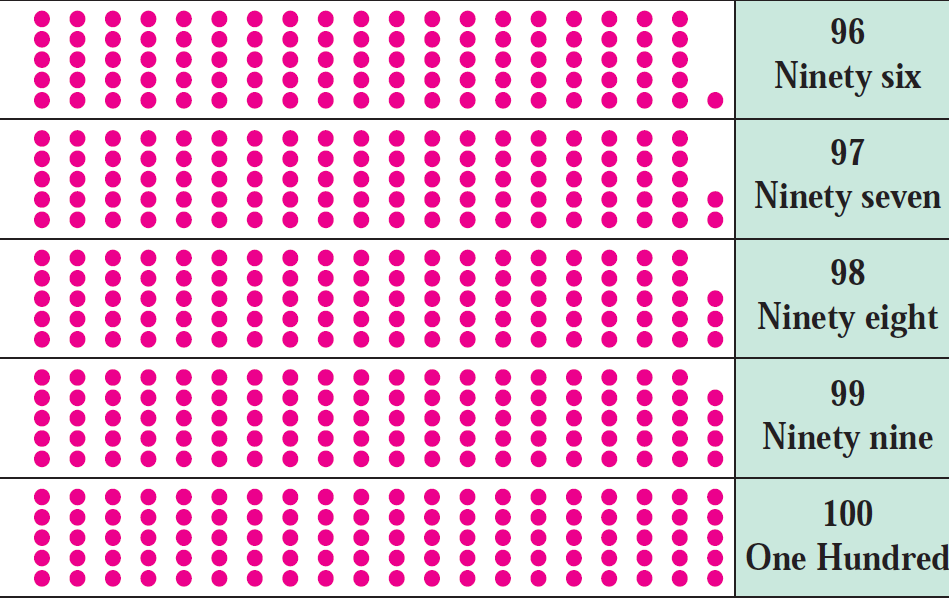 96
Ninety six
97
Ninety seven
98
Ninety eight
99
Ninety nine
100
One Hundred